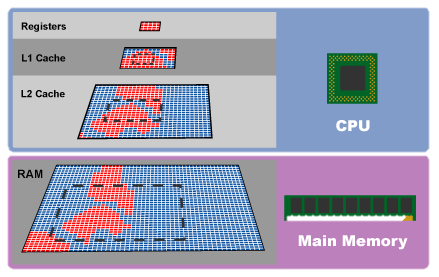 Registers
L1 Cache
L2 Cache
CPU
RAM
Main Memory